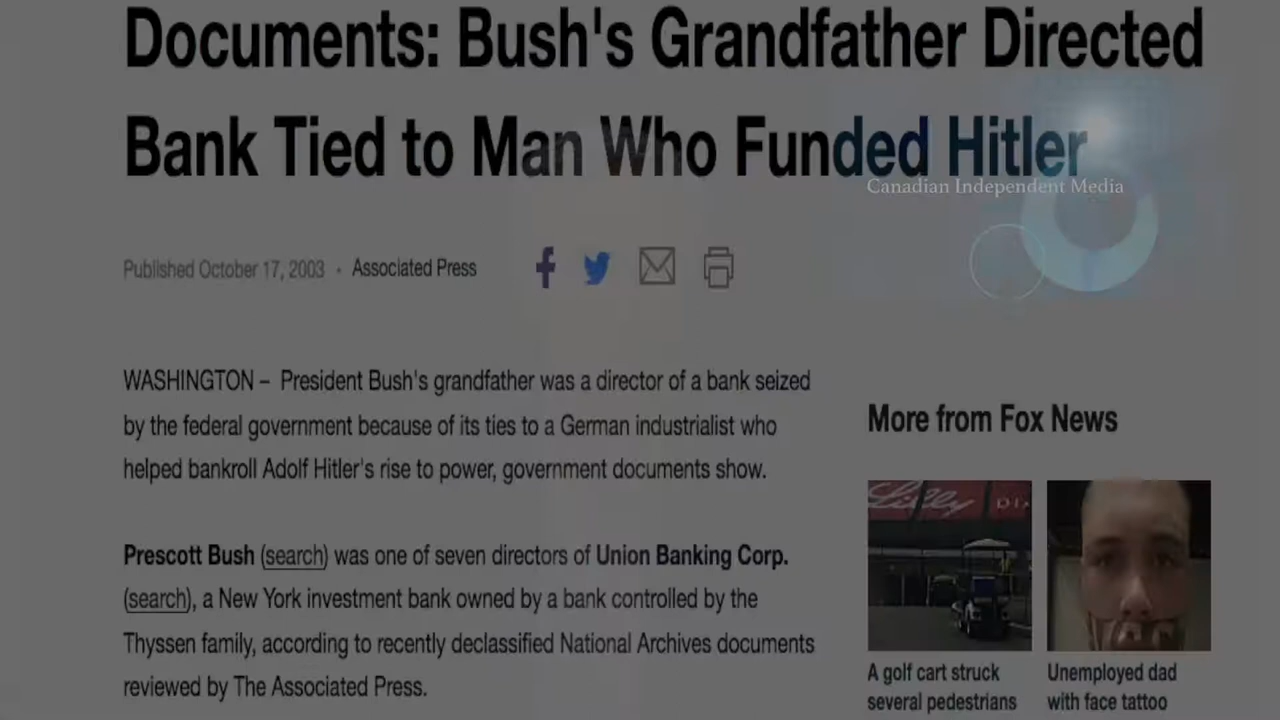 Documents: Bush's Grandfather Directed
Bank Tied to Man Who Funded Hitler
Canadian Independent Media
Published October 17, 2003 • Associated Press
WASHINGTON – President Bush's grandfather was a director of a bank seized
by the federal government because of its ties to a German industrialist who
helped bankroll Adolf Hitler's rise to power, government documents show.
More from Fox News
Prescott Bush (search) was one of seven directors of Union Banking Corp.
(search), a New York investment bank owned by a bank controlled by the
Thyssen family, according to recently declassified National Archives documents
reviewed by The Associated Press.
Lilly
A golf cart struck
several pedestrians
Unemployed dad
with face tattoo